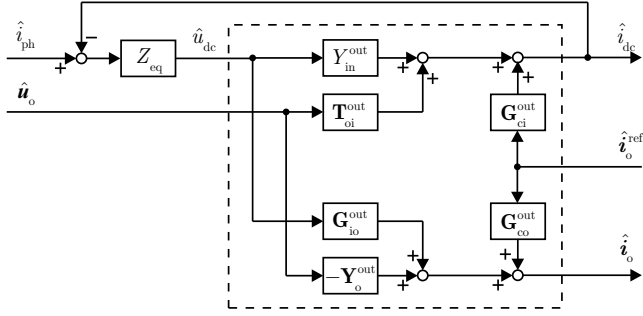 î_ph
−
+
Z_eq
û_dc
Y_in^out
+
+
+
+
î_dc
û_o
T_oi^out
G_ci^out
î_o^ref
G_io^out
G_co^out
−Y_o^out
+
+
+
+
î_o